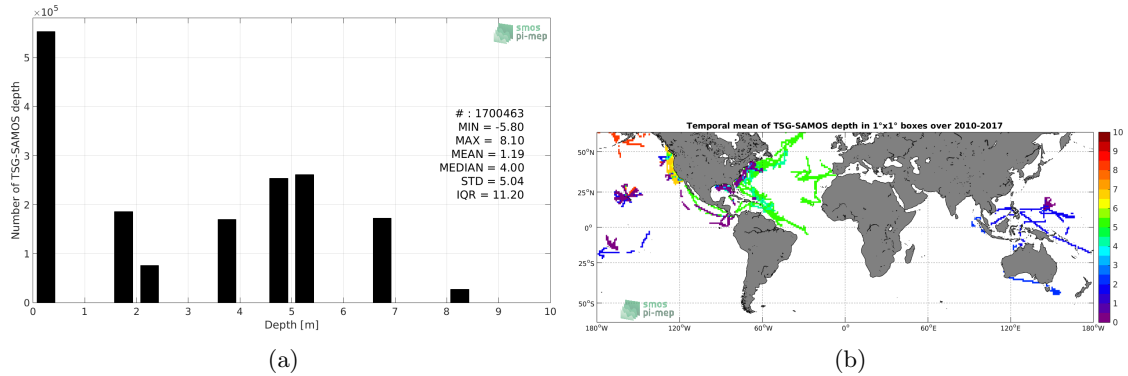 ×10⁵
5
4
3
2
1
0
Number of TSG-SAMOS depth
0 1 2 3 4 5 6 7 8 9 10
Depth [m]
smos
pi-mep
# : 1700463
MIN = -5.80
MAX = 8.10
MEAN = 1.19
MEDIAN = 4.00
STD = 5.04
IQR = 11.20
(a)
Temporal mean of TSG-SAMOS depth in 1°x1° boxes over 2010-2017
50°N
25°N
0°
25°S
50°S
180°W 120°W 60°W 0° 60°E 120°E 180°W
smos
pi-mep
10
9
8
7
6
5
4
3
2
1
0
(b)